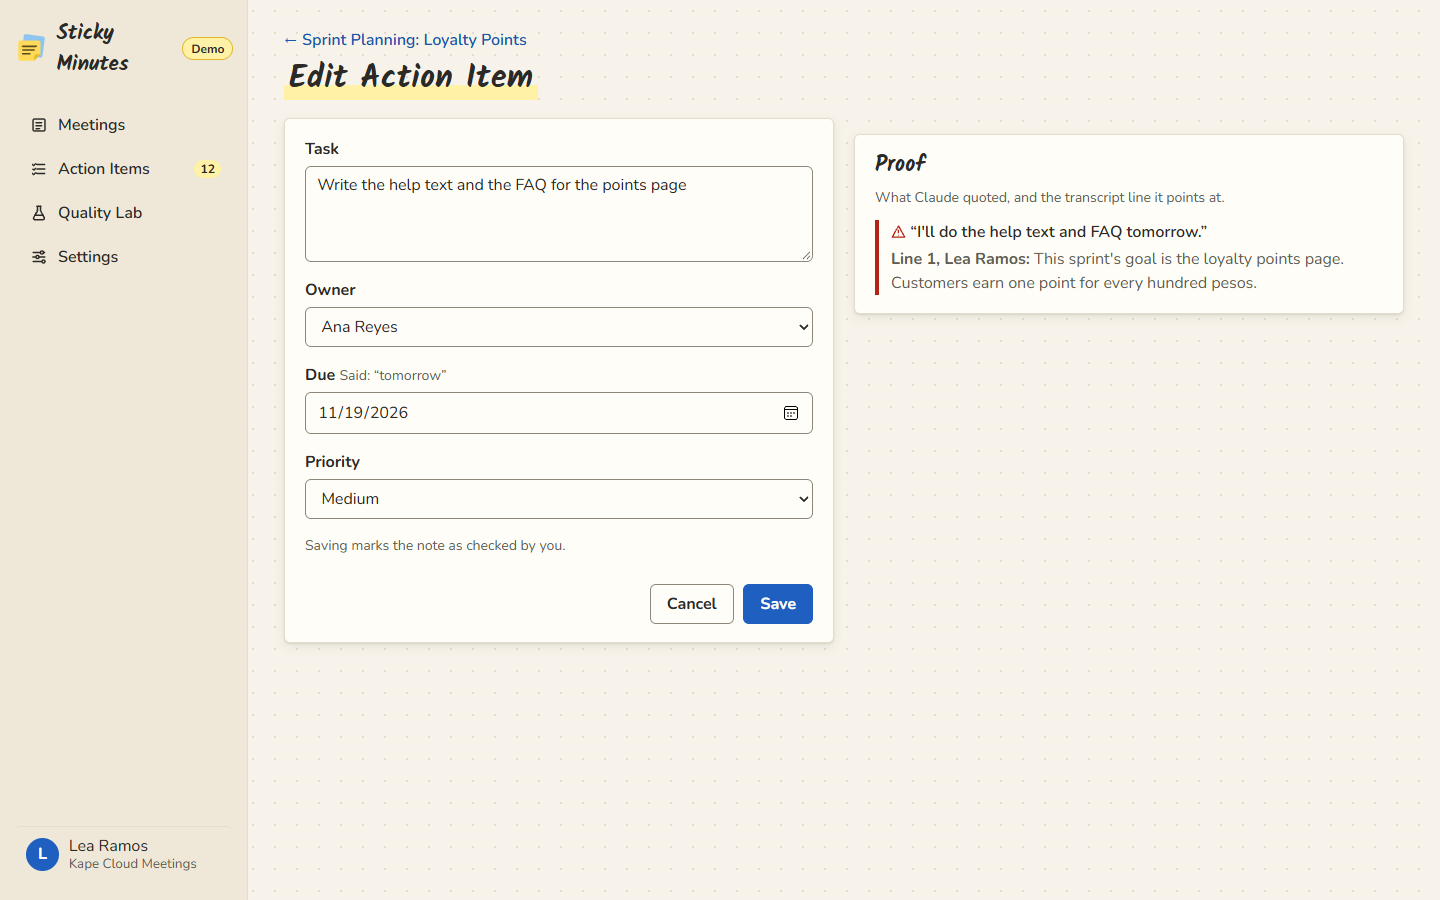 Sticky
Minutes
Demo
Meetings
Action Items
12
Quality Lab
Settings
L
Lea Ramos
Kape Cloud Meetings
← Sprint Planning: Loyalty Points
Edit Action Item
Task
Write the help text and the FAQ for the points page
Owner
Ana Reyes
Due Said: “tomorrow”
11/19/2026
Priority
Medium
Saving marks the note as checked by you.
Cancel
Save
Proof
What Claude quoted, and the transcript line it points at.
“I'll do the help text and FAQ tomorrow.”
Line 1, Lea Ramos: This sprint's goal is the loyalty points page.
Customers earn one point for every hundred pesos.